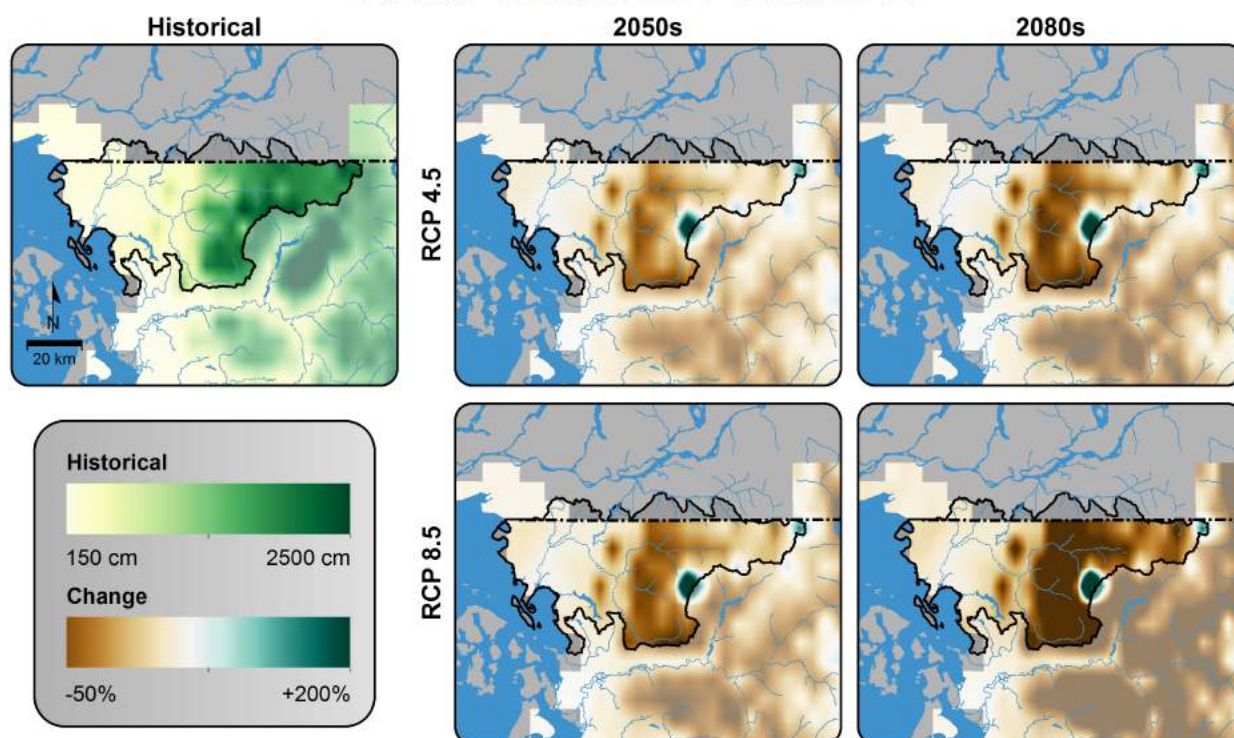 Historical
2050s
2080s
RCP 4.5
N
20 km
Historical
150 cm
2500 cm
Change
-50%
+200%
RCP 8.5